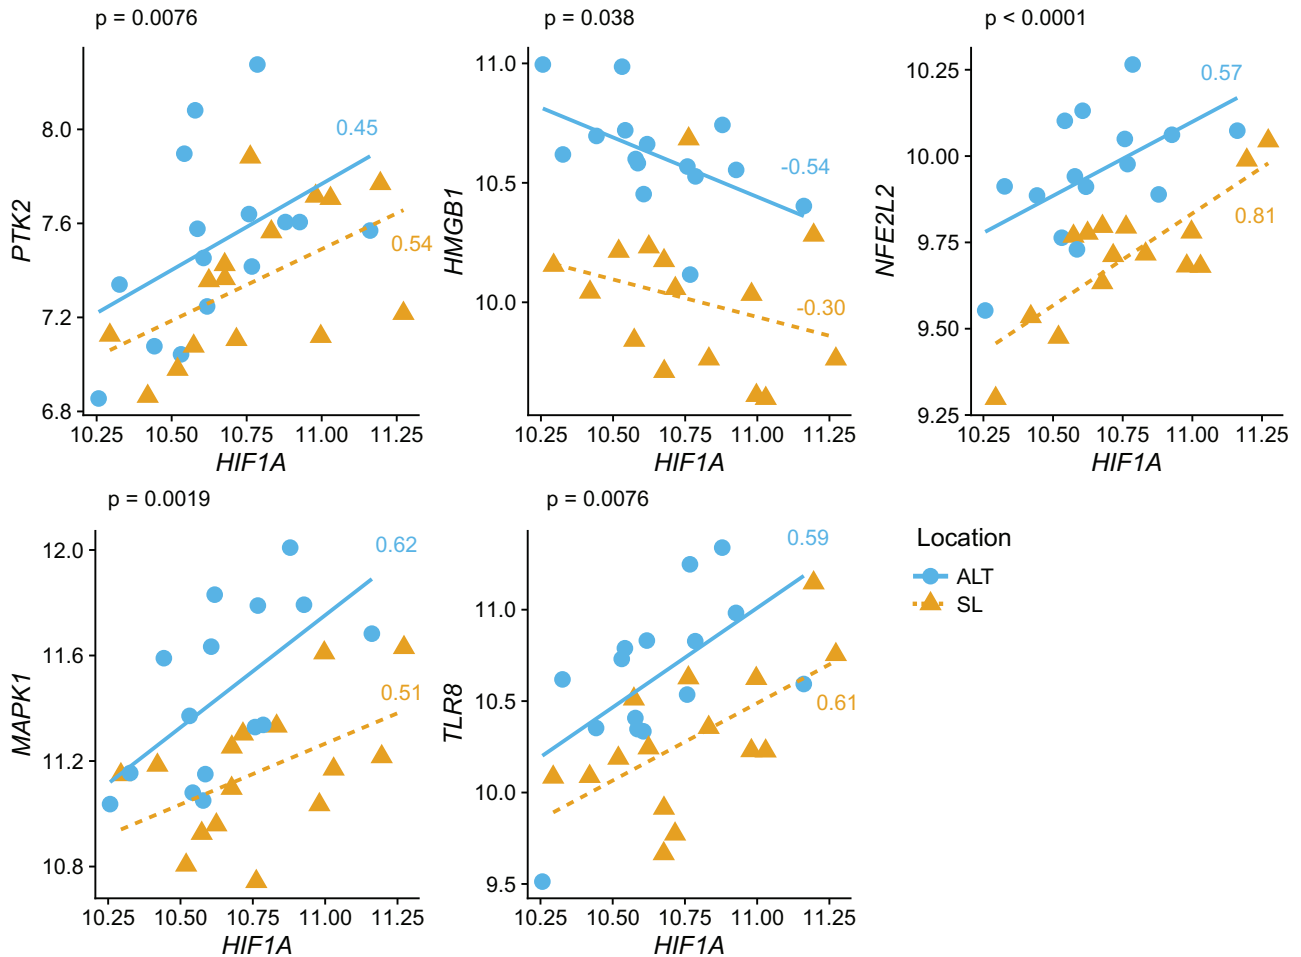 p = 0.0076
p = 0.038
p < 0.0001
PTK2
8.0
7.6
7.2
6.8
0.45
0.54
10.25 10.50 10.75 11.00 11.25
HIF1A
HMGB1
11.0
10.5
10.0
-0.54
-0.30
10.25 10.50 10.75 11.00 11.25
HIF1A
NFE2L2
10.25
10.00
9.75
9.50
9.25
0.57
0.81
10.25 10.50 10.75 11.00 11.25
HIF1A
p = 0.0019
p = 0.0076
MAPK1
12.0
11.6
11.2
10.8
0.62
0.51
10.25 10.50 10.75 11.00 11.25
HIF1A
TLR8
11.0
10.5
10.0
9.5
0.59
0.61
10.25 10.50 10.75 11.00 11.25
HIF1A
Location
ALT
SL